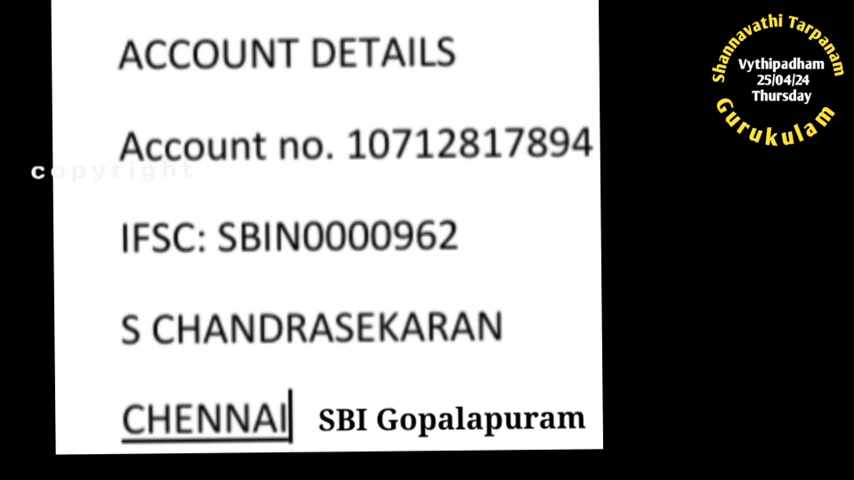 ACCOUNT DETAILS
Account no. 10712817894
copyright
IFSC: SBIN0000962
S CHANDRASEKARAN
CHENNAI SBI Gopalapuram
Shannavathi Tarpanam
Vythipadham
25/04/24
Thursday
Gurukulam